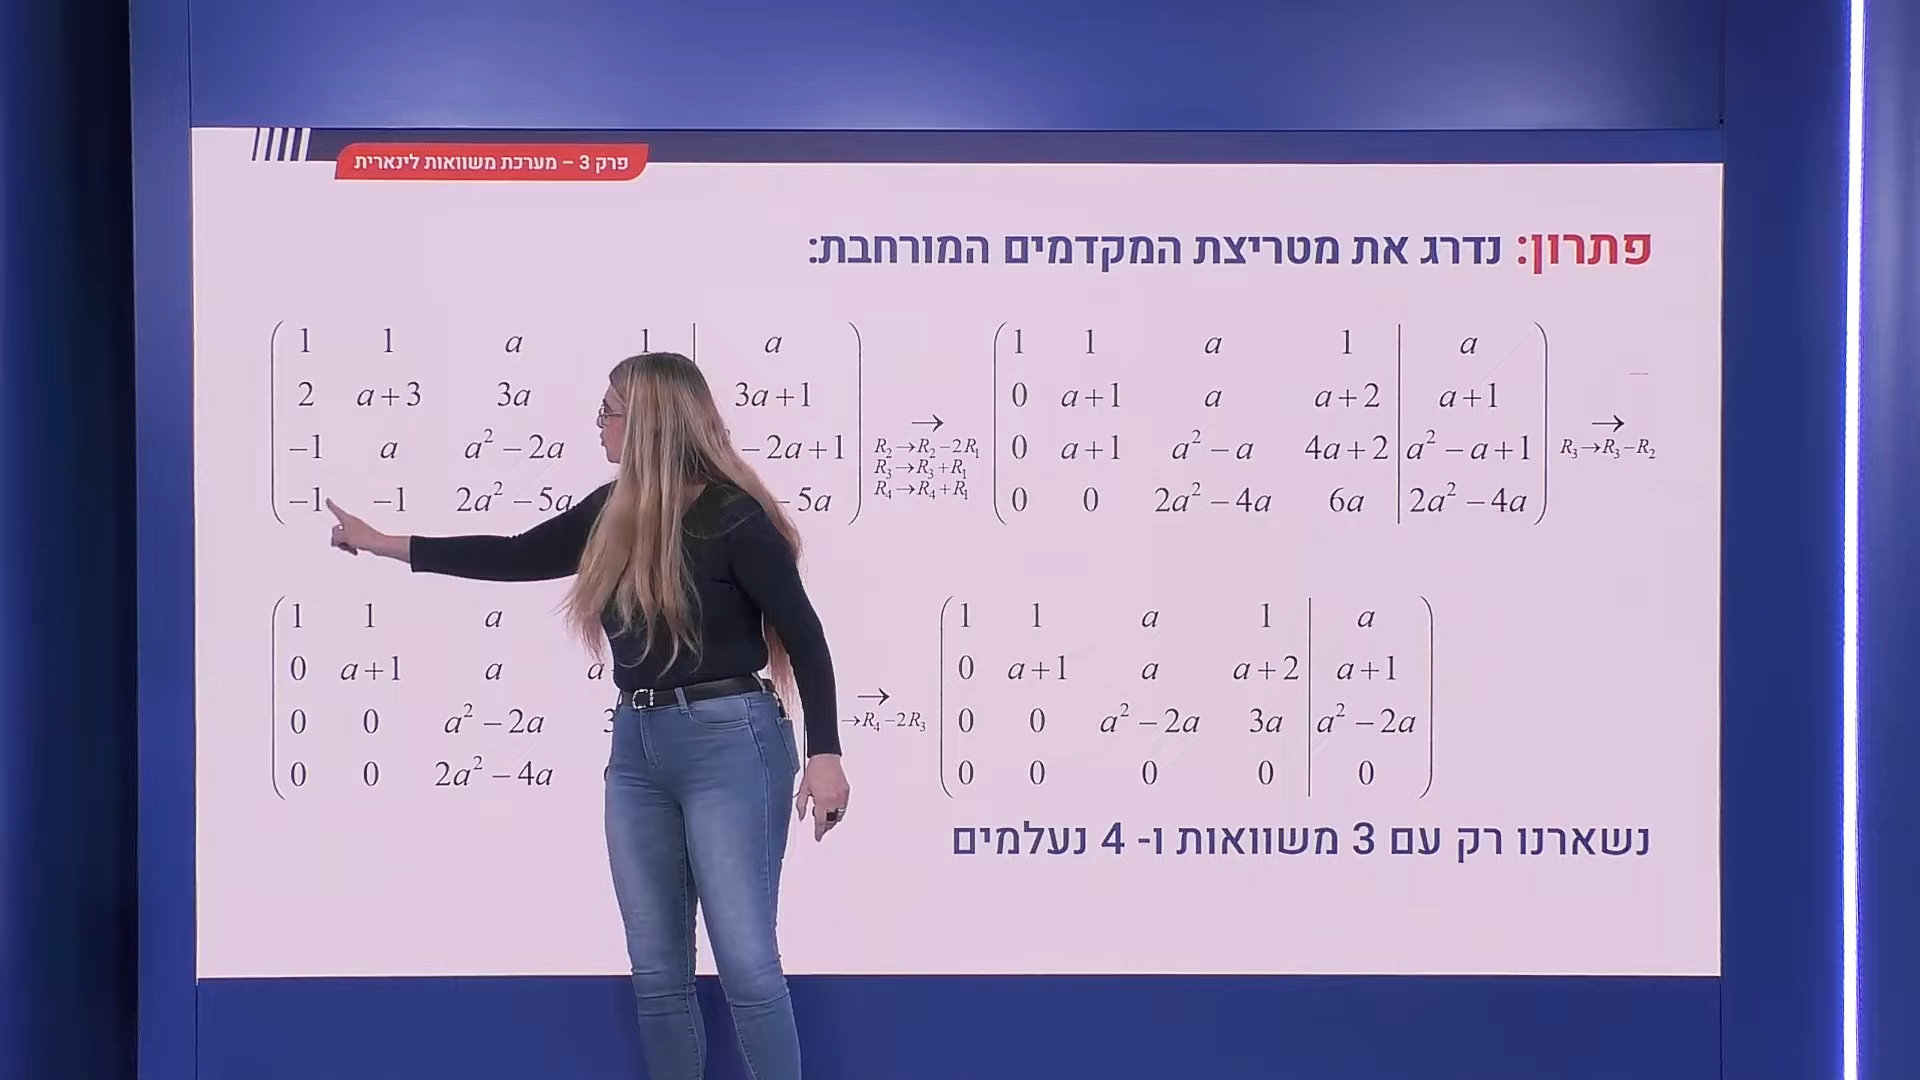 פרק 3 – מערכת משוואות לינארית
פתרון: נדרג את מטריצת המקדמים המורחבת:
1 1 a 1 | a
2 a+3 3a 3a+1
−1 a a² − 2a − 2a+1
−1 −1 2a² − 5a − 5a
→
R₂→R₂−2R₁
R₃→R₃+R₁
R₄→R₄+R₁
1 1 a 1 | a
0 a+1 a a+2 | a+1
0 a+1 a² − a 4a+2 | a² − a+1
0 0 2a² − 4a 6a | 2a² − 4a
→
R₃→R₃−R₂
1 1 a
0 a+1 a a
0 0 a² − 2a 3
0 0 2a² − 4a
→
→R₄−2R₃
1 1 a 1 | a
0 a+1 a a+2 | a+1
0 0 a² − 2a 3a | a² − 2a
0 0 0 0 | 0
נשארנו רק עם 3 משוואות ו- 4 נעלמים